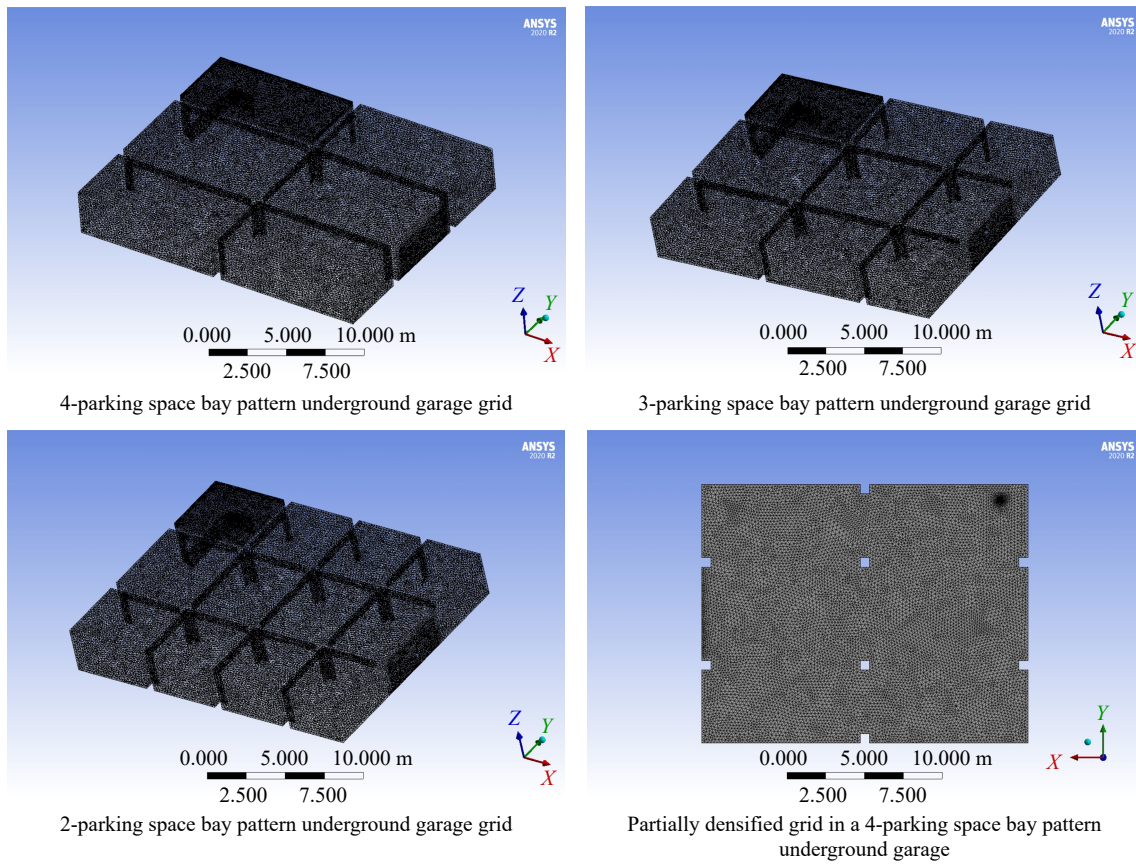 ANSYS
2020 R2
Z
Y
X
0.000 5.000 10.000 m
2.500 7.500
4-parking space bay pattern underground garage grid
ANSYS
2020 R2
Z
Y
X
0.000 5.000 10.000 m
2.500 7.500
3-parking space bay pattern underground garage grid
ANSYS
2020 R2
Z
Y
X
0.000 5.000 10.000 m
2.500 7.500
2-parking space bay pattern underground garage grid
ANSYS
2020 R2
Y
X
0.000 5.000 10.000 m
2.500 7.500
Partially densified grid in a 4-parking space bay pattern
underground garage